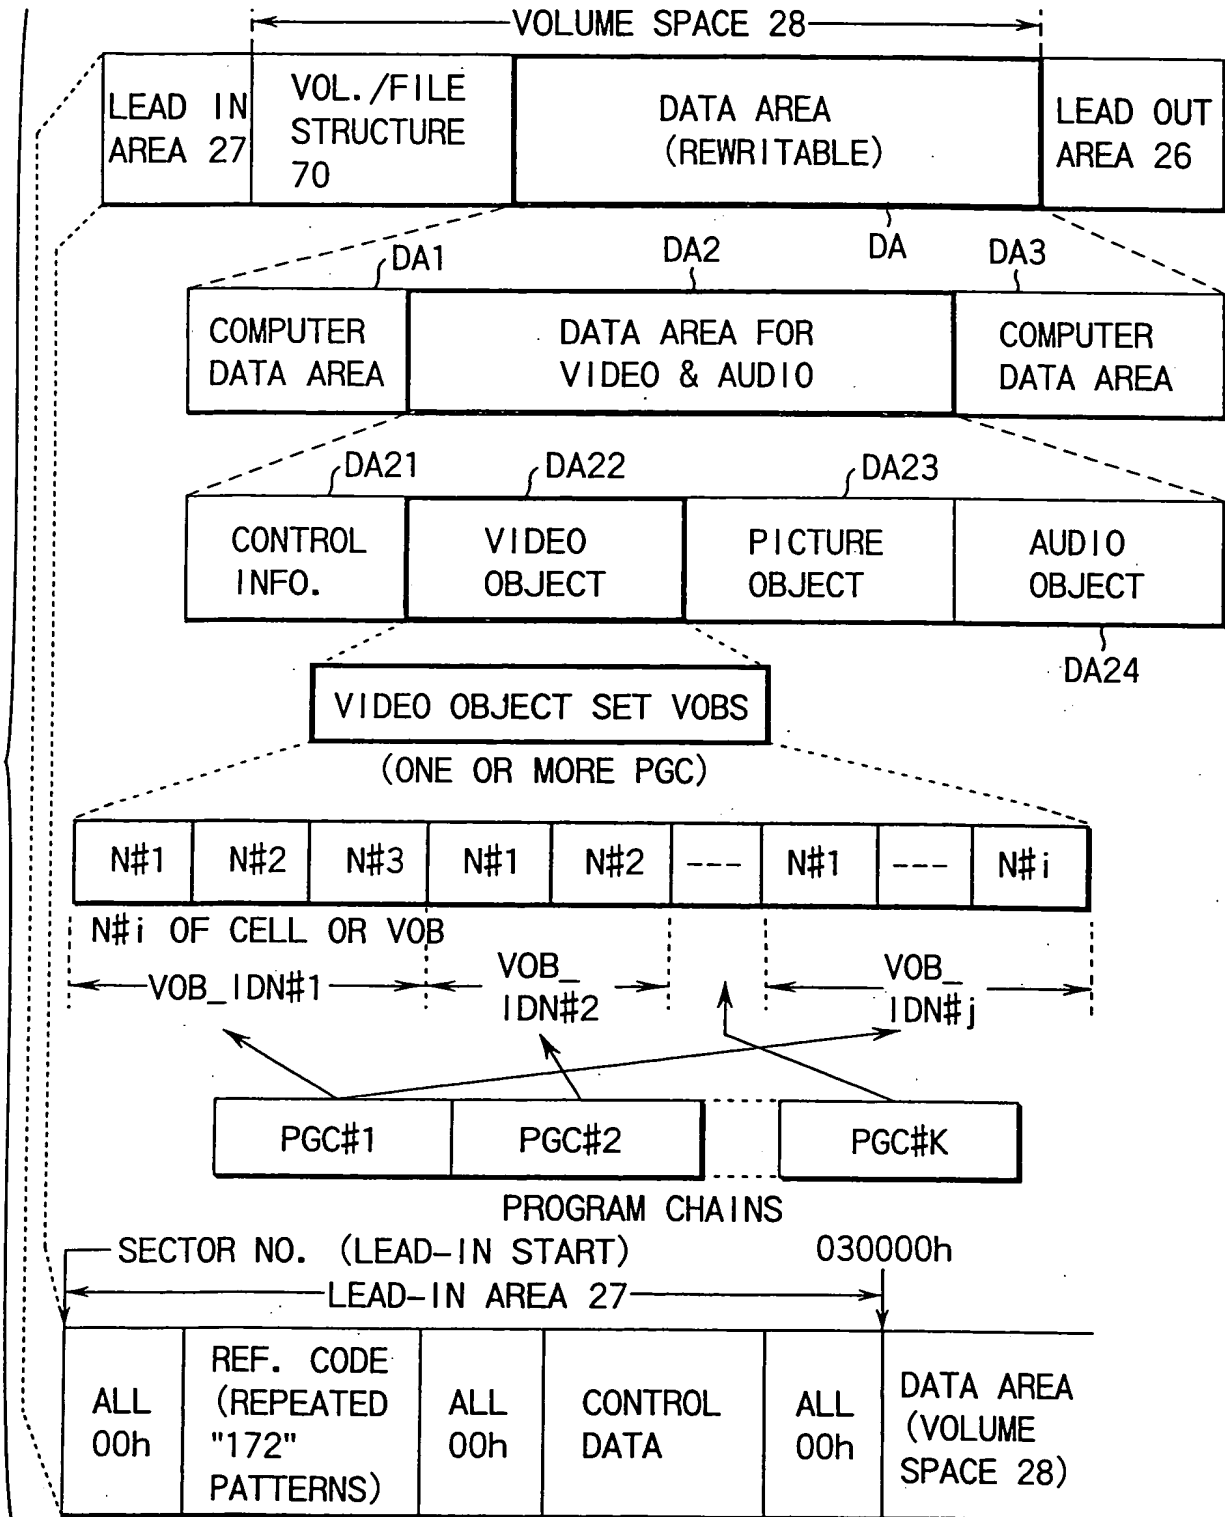 VOLUME SPACE 28
LEAD IN
AREA 27
VOL./FILE
STRUCTURE
70
DATA AREA
(REWRITABLE)
LEAD OUT
AREA 26
DA
DA1
DA2
DA3
COMPUTER
DATA AREA
DATA AREA FOR
VIDEO & AUDIO
COMPUTER
DATA AREA
DA21
DA22
DA23
CONTROL
INFO.
VIDEO
OBJECT
PICTURE
OBJECT
AUDIO
OBJECT
DA24
VIDEO OBJECT SET VOBS
(ONE OR MORE PGC)
N#1 N#2 N#3 N#1 N#2 --- N#1 --- N#i
N#i OF CELL OR VOB
VOB_IDN#1
VOB_
IDN#2
VOB_
IDN#j
PGC#1 PGC#2 PGC#K
PROGRAM CHAINS
SECTOR NO. (LEAD-IN START)
030000h
LEAD-IN AREA 27
ALL
00h
REF. CODE
(REPEATED
"172"
PATTERNS)
ALL
00h
CONTROL
DATA
ALL
00h
DATA AREA
(VOLUME
SPACE 28)